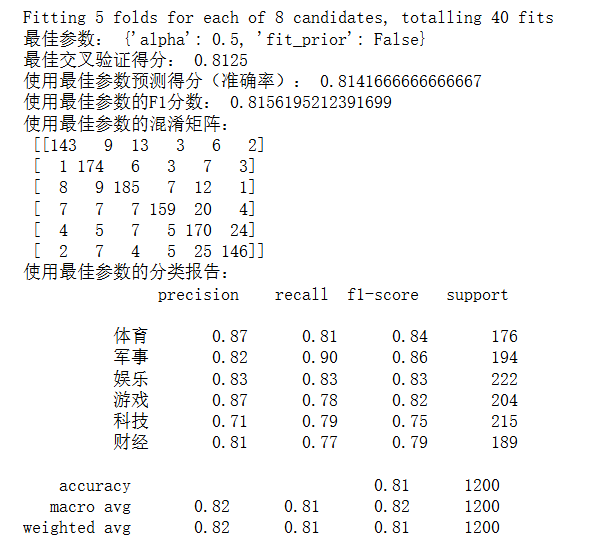 Fitting 5 folds for each of 8 candidates, totalling 40 fits
最佳参数： {'alpha': 0.5, 'fit_prior': False}
最佳交叉验证得分： 0.8125
使用最佳参数预测得分（准确率）： 0.8141666666666667
使用最佳参数的F1分数： 0.8156195212391699
使用最佳参数的混淆矩阵：
[[143 9 13 3 6 2]
[ 1 174 6 3 7 3]
[ 8 9 185 7 12 1]
[ 7 7 7 159 20 4]
[ 4 5 7 5 170 24]
[ 2 7 4 5 25 146]]
使用最佳参数的分类报告：
precision recall f1-score support
体育 0.87 0.81 0.84 176
军事 0.82 0.90 0.86 194
娱乐 0.83 0.83 0.83 222
游戏 0.87 0.78 0.82 204
科技 0.71 0.79 0.75 215
财经 0.81 0.77 0.79 189
accuracy 0.81 1200
macro avg 0.82 0.81 0.82 1200
weighted avg 0.82 0.81 0.81 1200